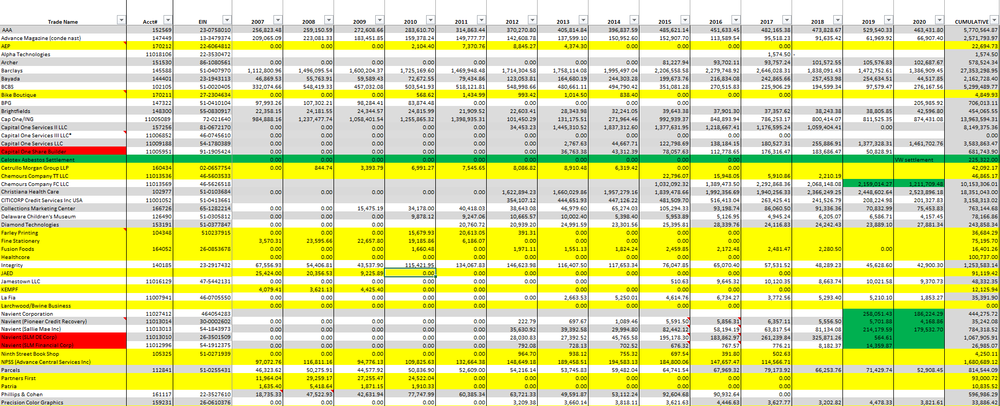 Trade Name Acct# EIN 2007 2008 2009 2010 2011 2012 2013 2014 2015 2016 2017 2018 2019 2020 CUMULATIVE
AAA 152569 23-0758010 256,823.48 259,150.59 272,608.66 283,610.70 314,863.44 370,270.80 405,814.84 396,837.59 485,621.14 451,633.45 482,165.38 473,828.67 529,540.33 463,431.80 5,770,564.87
Advance Magazine (conde nast) 147449 13-3479374 209,065.09 223,081.33 183,451.85 159,378.24 149,777.77 142,608.78 137,599.10 150,952.60 152,907.70 113,589.54 95,518.23 91,635.42 61,969.92 66,907.40 2,571,793.97
AEP 170212 22-6064812 0.00 0.00 0.00 2,104.40 7,370.76 8,845.27 4,374.30 0.00 0.00 0.00 0.00 22,694.73
Alpha Technologies 11018106 22-3530472 1,574.50 - 1,574.50
Archer 151530 86-1080561 0.00 0.00 0.00 0.00 0.00 0.00 0.00 0.00 81,227.94 93,702.11 93,757.24 101,572.55 105,576.83 102,687.67 578,524.34
Barclays 145588 51-0407970 1,112,800.96 1,496,095.54 1,600,204.37 1,725,169.60 1,469,948.48 1,714,304.58 1,758,114.08 1,995,497.04 2,206,558.58 2,279,748.92 2,646,028.31 1,838,091.43 1,472,752.61 1,386,909.45 27,353,298.95
Bayada 144401 23-1943113 46,869.53 55,763.91 59,589.43 72,672.55 79,434.86 123,053.81 164,680.19 244,303.28 199,673.76 216,834.08 242,865.66 257,453.98 254,634.51 44,517.85 2,162,728.40
BCBS 102105 51-0020405 332,074.66 548,419.33 457,032.08 503,541.93 518,121.81 548,998.66 480,661.11 494,790.42 351,081.28 270,515.83 225,906.29 194,599.34 97,579.47 276,167.56 5,299,489.77
Bike Boutique 170211 27-2304634 0.00 0.00 0.00 568.62 1,434.99 993.42 1,014.50 838.40 0.00 0.00 0.00 4,849.93
BPG 147322 51-0410104 97,993.26 107,302.21 98,284.41 83,874.48 0.00 0.00 0.00 0.00 0.00 205,985.92 706,013.11
Brightfields 148300 55-0830917 22,358.15 24,181.55 24,344.57 24,815.99 21,909.52 22,603.41 28,343.98 32,241.05 39,643.38 37,901.30 37,357.62 38,243.38 38,805.85 42,596.80 454,065.55
Cap One/ING 11005089 72-021640 984,888.16 1,237,477.74 1,058,401.54 1,255,865.32 1,398,935.31 101,450.29 131,175.51 271,964.46 992,939.37 848,893.94 786,253.17 800,414.07 811,525.35 874,431.08 13,963,594.31
Capital One Services II LLC 157256 81-0672170 0.00 0.00 0.00 0.00 0.00 34,453.23 1,445,310.52 1,837,312.60 1,377,631.95 1,218,667.41 1,176,595.24 1,059,404.41 0.00 8,149,375.36
Capital One Services III LLC* 11006852 46-0745610 0.00 0.00 0.00 0.00 0.00 0.00 0.00 0.00 0.00 0.00 0.00 0.00
Capital One Services LLC 11009188 54-1780389 0.00 0.00 0.00 0.00 0.00 0.00 2,767.63 44,667.71 122,798.69 138,184.15 180,527.31 255,886.91 1,377,328.31 1,461,702.76 3,583,863.47
Capital One Share Builder 11005951 91-1905424 0.00 0.00 0.00 0.00 0.00 0.00 36,763.38 43,312.39 78,057.63 112,778.65 176,316.47 183,686.47 50,828.91 681,743.90
Celotex Asbestos Settlement 0.00 0.00 0.00 0.00 0.00 0.00 0.00 0.00 0.00 0.00 VW settlement 225,322.00
Cetrullo Morgan Group LLP 160434 02-0657754 0.00 844.74 3,393.79 6,991.27 7,545.65 8,086.82 8,910.48 6,319.42 0.00 0.00 42,092.17
Chemours Company TT LLC 11013536 46-5603533 22,796.07 15,948.05 5,910.86 2,210.19 46,865.17
Chemours Company FC LLC 11013569 46-5626518 1,032,092.32 1,389,473.50 2,292,868.36 2,068,148.08 2,159,014.27 1,211,709.48 10,153,306.01
Christiana Health Care 102977 51-0103684 0.00 0.00 0.00 0.00 0.00 1,622,894.23 1,660,029.86 1,957,279.16 1,839,478.66 1,992,356.69 1,940,256.33 2,366,249.25 2,448,602.64 2,523,896.18 18,351,043.00
CITICORP Credit Services Inc USA 11001052 51-0413661 354,107.12 444,651.93 447,126.22 481,509.70 516,413.04 263,425.41 241,526.79 208,224.98 201,327.83 3,158,313.02
Collections Marketing Center 166726 65-1282214 0.00 0.00 15,475.19 34,178.00 40,418.03 38,643.08 46,979.60 65,274.03 105,294.33 93,198.74 86,060.50 91,336.36 70,832.99 75,453.83 763,144.68
Delaware Children's Museum 126490 51-0305812 0.00 0.00 0.00 9,878.12 9,247.06 10,665.57 10,002.40 5,398.40 5,953.89 5,126.95 4,945.24 6,205.07 6,586.71 4,157.45 78,166.86
Diamond Technologies 153191 51-0377847 0.00 0.00 0.00 20,760.72 20,939.20 24,991.59 23,301.56 25,395.81 28,339.76 24,116.83 24,242.43 23,889.10 27,881.34 243,858.34
Farley Printing 104348 510237915 0.00 0.00 0.00 15,679.93 20,613.05 391.31 0.00 0.00 0.00 0.00 36,684.29
Fine Stationery 3,570.31 23,595.66 22,657.80 19,185.86 6,186.07 0.00 0.00 0.00 0.00 0.00 75,195.70
Fusion Foods 164052 26-0853678 0.00 0.00 0.00 1,660.48 0.00 1,971.11 1,551.13 1,824.24 2,459.85 2,172.48 2,481.47 2,280.50 0.00 16,401.26
Healthcore 0.00 0.00 0.00 0.00 0.00 0.00 0.00 0.00 0.00 0.00 100,737.00
Integrity 140185 23-2917432 67,556.93 54,406.81 43,537.90 115,421.95 134,067.83 146,623.98 116,407.50 117,653.34 76,047.85 65,070.40 57,531.52 48,289.23 45,628.60 42,900.30 1,253,583.14
JAED 25,424.00 20,356.53 9,225.89 0.00 0.00 0.00 0.00 0.00 0.00 0.00 0.00 91,119.42
Jamestown LLC 11016129 47-5442131 0.00 0.00 0.00 0.00 0.00 0.00 0.00 510.63 9,645.32 10,120.35 8,663.74 10,021.58 9,370.73 48,332.35
KEMPF 4,079.41 3,621.13 4,425.40 0.00 0.00 0.00 0.00 0.00 0.00 12,125.94
La Fia 11007941 46-0705550 0.00 0.00 0.00 0.00 0.00 0.00 2,663.53 5,250.01 4,614.76 6,734.27 3,772.56 5,293.40 5,210.10 1,853.27 35,391.90
Larchwood/Bwine Business 0.00 0.00 0.00 0.00 0.00 0.00 0.00 0.00 0.00 0.00 0.00
Navient Corporation 11027412 464054283 258,051.43 186,224.29 444,275.72
Navient (Pioneer Credit Recovery) 11013014 30-0002602 0.00 0.00 0.00 0.00 0.00 222.79 697.67 1,089.46 5,591.50 5,856.31 6,357.11 5,556.50 5,701.88 4,168.86 35,242.08
Navient (Sallie Mae Inc) 11013013 54-1843973 0.00 0.00 0.00 0.00 0.00 35,630.92 39,392.58 29,994.80 82,442.12 58,194.19 63,817.54 81,134.08 214,179.59 179,532.70 784,318.52
Navient (SLM DE Corp) 11013010 26-3501509 0.00 0.00 0.00 0.00 0.00 28,030.83 27,392.52 45,765.58 195,178.30 183,862.97 261,239.84 325,871.26 564.61 1,067,905.91
Navient (SLM Financial Corp) 11012996 54-1912375 0.00 0.00 0.00 0.00 0.00 792.08 728.13 702.52 676.32 767.57 776.21 8,182.37 14,359.87 26,985.07
Ninth Street Book Shop 105325 51-0271939 0.00 0.00 0.00 0.00 0.00 964.70 938.12 755.32 697.54 391.80 502.63 4,250.11
NPSS (Advance Central Services Inc) 97,072.76 116,811.16 94,776.13 109,825.63 132,664.38 148,649.18 189,458.51 194,583.13 184,800.06 147,657.47 114,566.71 1,680,689.12
Parcels 112841 51-0255431 46,323.62 50,275.91 44,577.92 50,836.90 52,609.00 54,216.14 53,745.83 59,482.04 64,741.54 67,969.32 79,173.92 66,253.76 71,429.74 52,908.45 814,544.09
Partners First 11,964.04 29,259.17 27,255.47 24,522.04 0.00 0.00 0.00 0.00 0.00 0.00 0.00 93,000.72
Patria 1,635.40 5,418.64 1,871.15 1,910.33 0.00 0.00 0.00 0.00 0.00 0.00 0.00 10,835.52
Phillips & Cohen 161117 22-3527610 18,735.33 47,522.93 42,631.94 77,747.99 60,385.34 63,721.33 49,591.87 53,112.24 92,604.68 90,932.64 0.00 596,986.29
Precision Color Graphics 159231 26-0610376 0.00 0.00 0.00 0.00 0.00 3,209.38 3,660.14 3,818.11 3,621.63 4,446.63 3,627.77 3,202.82 4,478.33 3,821.61 33,886.42